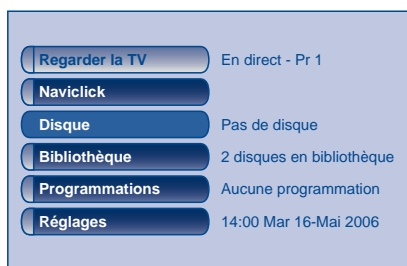 Regarder la TV En direct - Pr 1
Naviclick
Disque Pas de disque
Bibliothèque 2 disques en bibliothèque
Programmations Aucune programmation
Réglages 14:00 Mar 16-Mai 2006